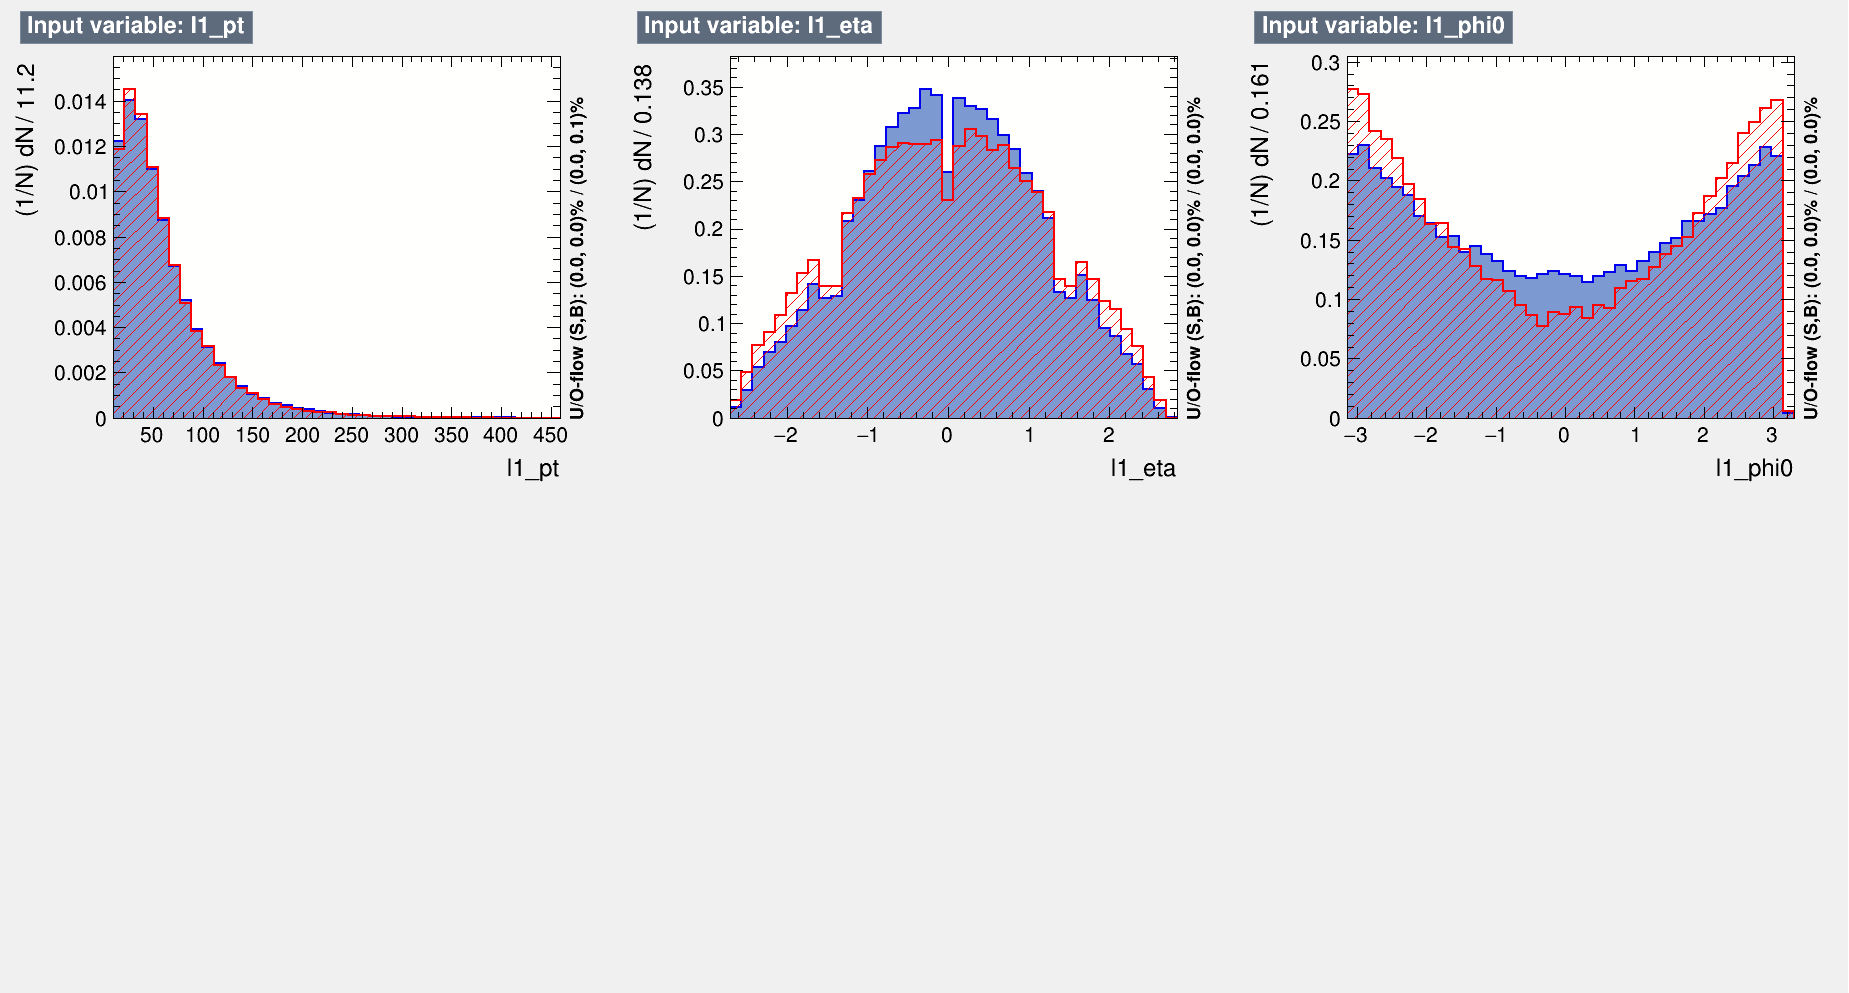 Input variable: l1_pt
(1/N) dN / 11.2
0.014
0.012
0.01
0.008
0.006
0.004
0.002
0
50 100 150 200 250 300 350 400 450
l1_pt
U/O-flow (S,B): (0.0, 0.0)% / (0.0, 0.1)%
Input variable: l1_eta
(1/N) dN / 0.138
0.35
0.3
0.25
0.2
0.15
0.1
0.05
0
−2 −1 0 1 2
l1_eta
U/O-flow (S,B): (0.0, 0.0)% / (0.0, 0.0)%
Input variable: l1_phi0
(1/N) dN / 0.161
0.3
0.25
0.2
0.15
0.1
0.05
0
−3 −2 −1 0 1 2 3
l1_phi0
U/O-flow (S,B): (0.0, 0.0)% / (0.0, 0.0)%